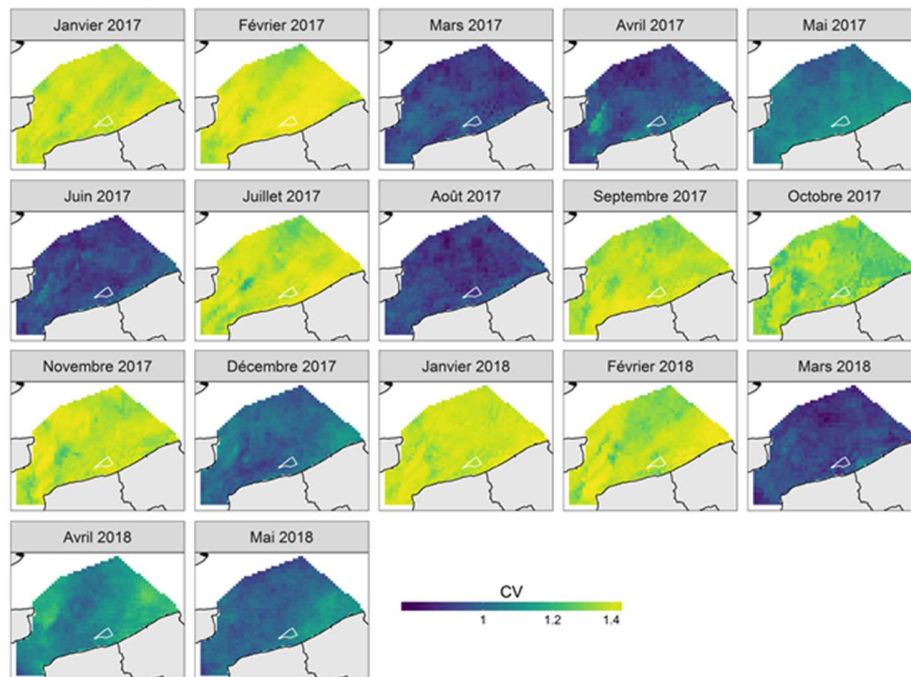 Janvier 2017
Février 2017
Mars 2017
Avril 2017
Mai 2017
Juin 2017
Juillet 2017
Août 2017
Septembre 2017
Octobre 2017
Novembre 2017
Décembre 2017
Janvier 2018
Février 2018
Mars 2018
Avril 2018
Mai 2018
CV
1 1.2 1.4